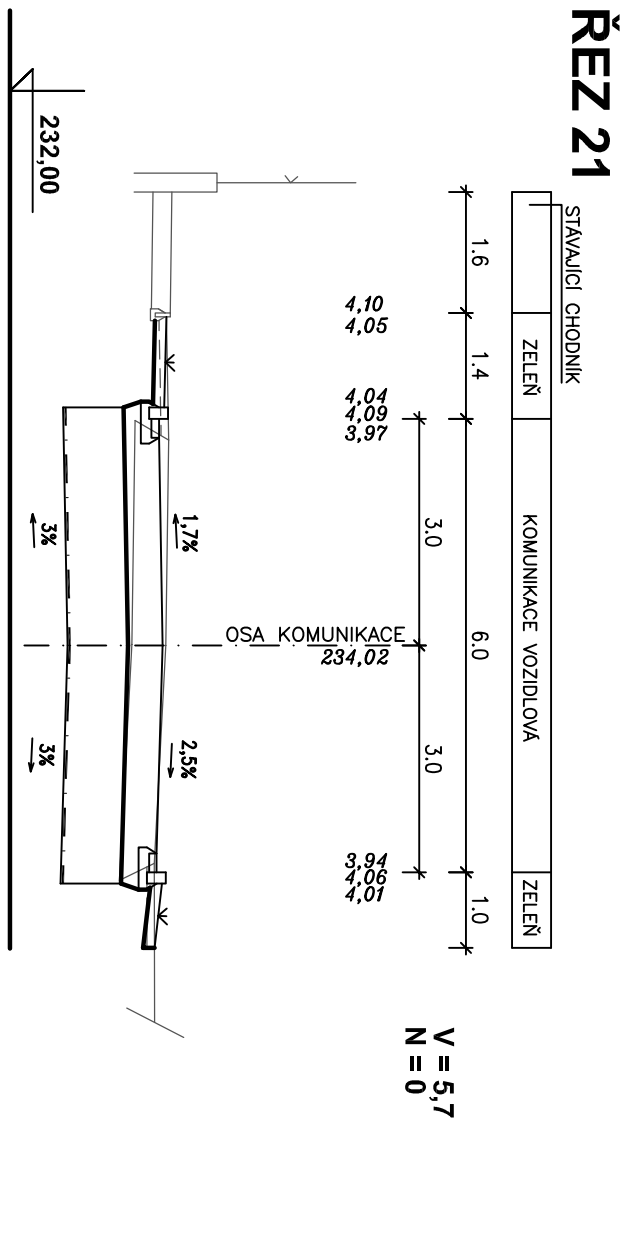 ŘEZ 21
STÁVAJÍCÍ CHODNÍK
ZELEŇ
KOMUNIKACE VOZIDLOVÁ
ZELEŇ
1.6
1.4
6.0
1.0
3.0
3.0
4,10
4,05
4,04
4,09
3,97
OSA KOMUNIKACE
234,02
3,94
4,06
4,01
1,7%
2,5%
3%
3%
232,00
V = 5,7
N = 0